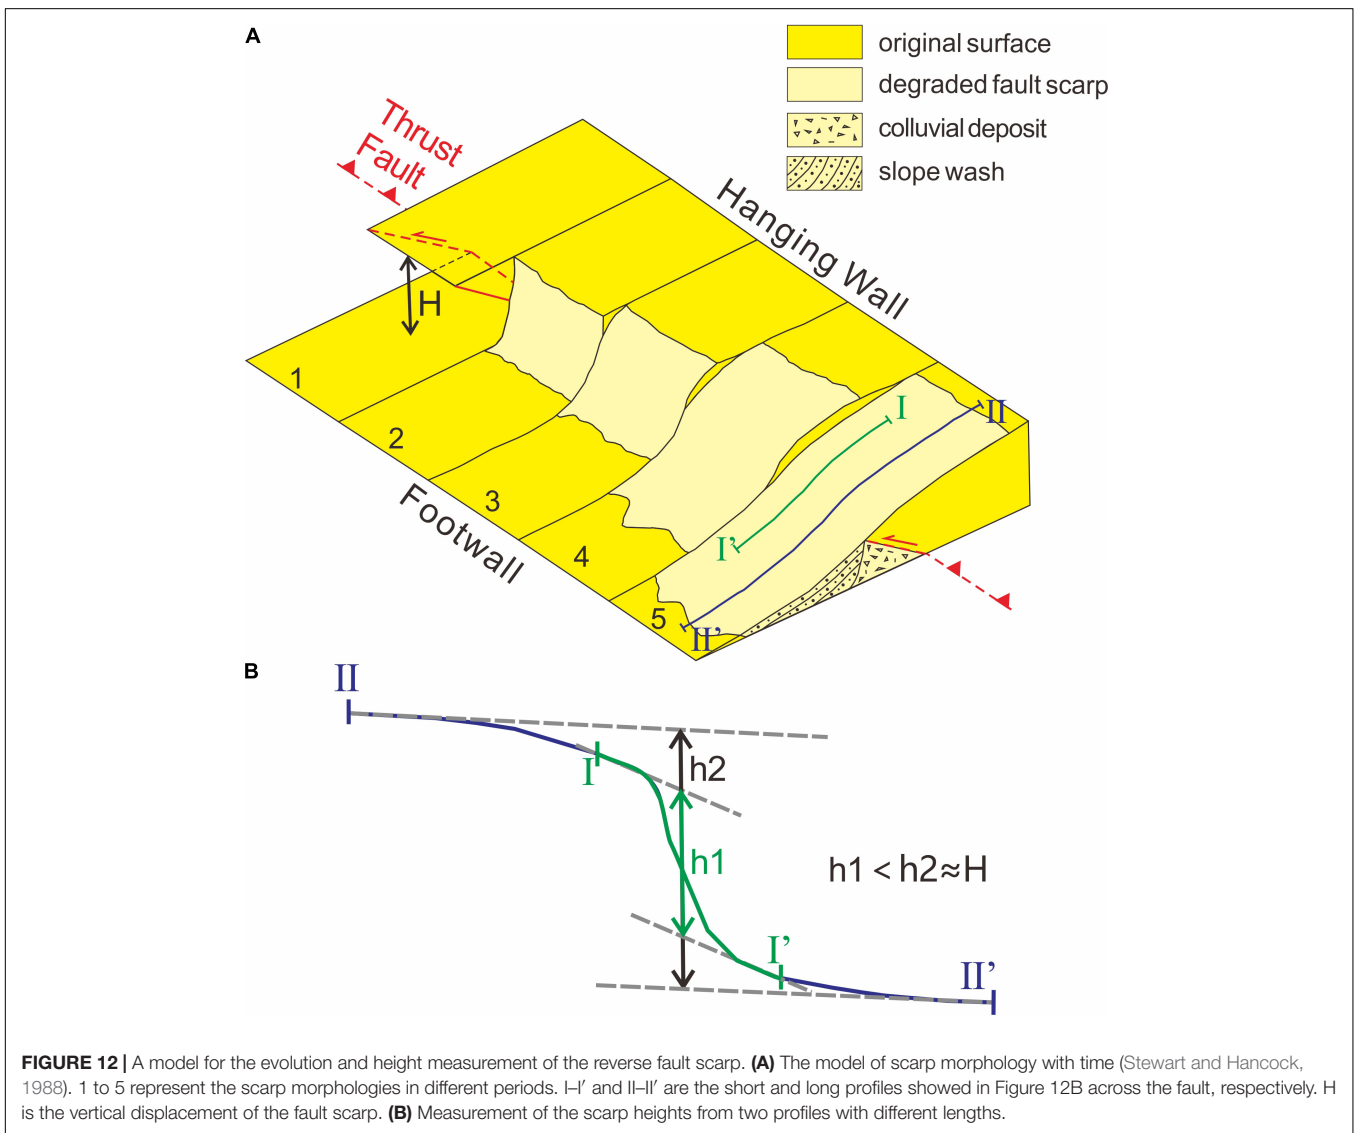 A
original surface
degraded fault scarp
colluvial deposit
slope wash
Thrust
Fault
Hanging Wall
H
1
2
3
4
5
I
II
I’
II’
Footwall
B
II
I
h2
h1
h1 < h2≈H
I’
II’
FIGURE 12 | A model for the evolution and height measurement of the reverse fault scarp. (A) The model of scarp morphology with time (Stewart and Hancock,
1988). 1 to 5 represent the scarp morphologies in different periods. I–I′ and II–II′ are the short and long profiles showed in Figure 12B across the fault, respectively. H
is the vertical displacement of the fault scarp. (B) Measurement of the scarp heights from two profiles with different lengths.